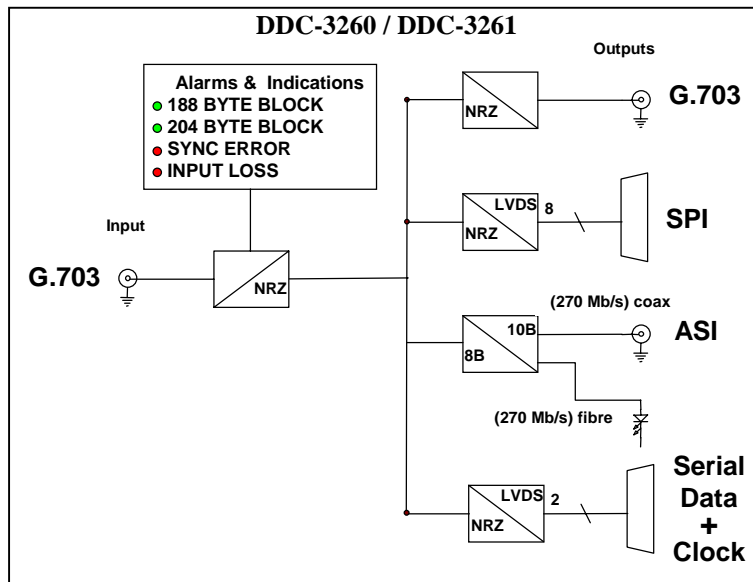 DDC-3260 / DDC-3261
Alarms & Indications
188 BYTE BLOCK
204 BYTE BLOCK
SYNC ERROR
INPUT LOSS
Input
G.703
NRZ
Outputs
NRZ
G.703
LVDS
NRZ
8
SPI
(270 Mb/s) coax
10B
8B
ASI
(270 Mb/s) fibre
LVDS
NRZ
2
Serial
Data
+
Clock